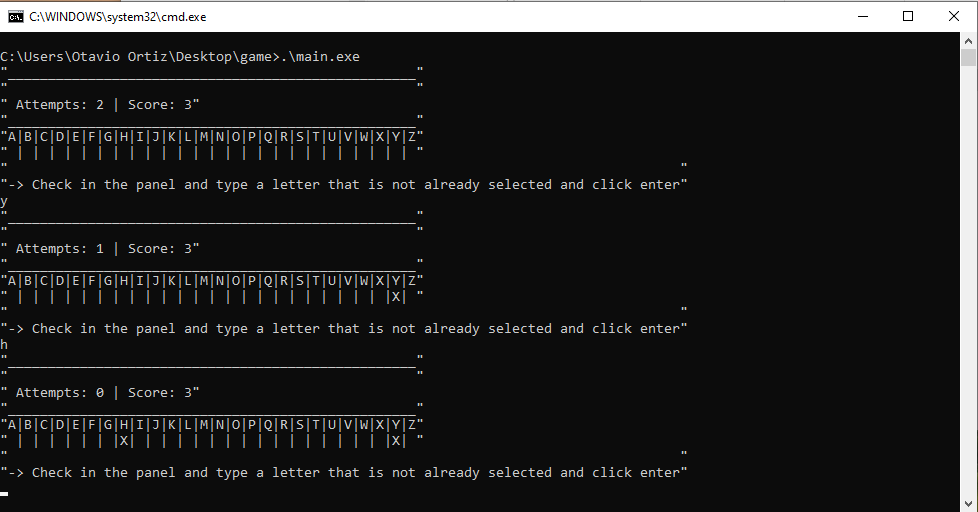 C:\WINDOWS\system32\cmd.exe
C:\Users\Otavio Ortiz\Desktop\game>.\main.exe
"___________________________________________________"
"                                                   "
" Attempts: 2 | Score: 3"
"___________________________________________________"
"A|B|C|D|E|F|G|H|I|J|K|L|M|N|O|P|Q|R|S|T|U|V|W|X|Y|Z"
" | | | | | | | | | | | | | | | | | | | | | | | | | "
"                                                                                    "
"-> Check in the panel and type a letter that is not already selected and click enter"
y
"___________________________________________________"
"                                                   "
" Attempts: 1 | Score: 3"
"___________________________________________________"
"A|B|C|D|E|F|G|H|I|J|K|L|M|N|O|P|Q|R|S|T|U|V|W|X|Y|Z"
" | | | | | | | | | | | | | | | | | | | | | | | |X| "
"                                                                                    "
"-> Check in the panel and type a letter that is not already selected and click enter"
h
"___________________________________________________"
"                                                   "
" Attempts: 0 | Score: 3"
"___________________________________________________"
"A|B|C|D|E|F|G|H|I|J|K|L|M|N|O|P|Q|R|S|T|U|V|W|X|Y|Z"
" | | | | | | |X| | | | | | | | | | | | | | | | |X| "
"                                                                                    "
"-> Check in the panel and type a letter that is not already selected and click enter"